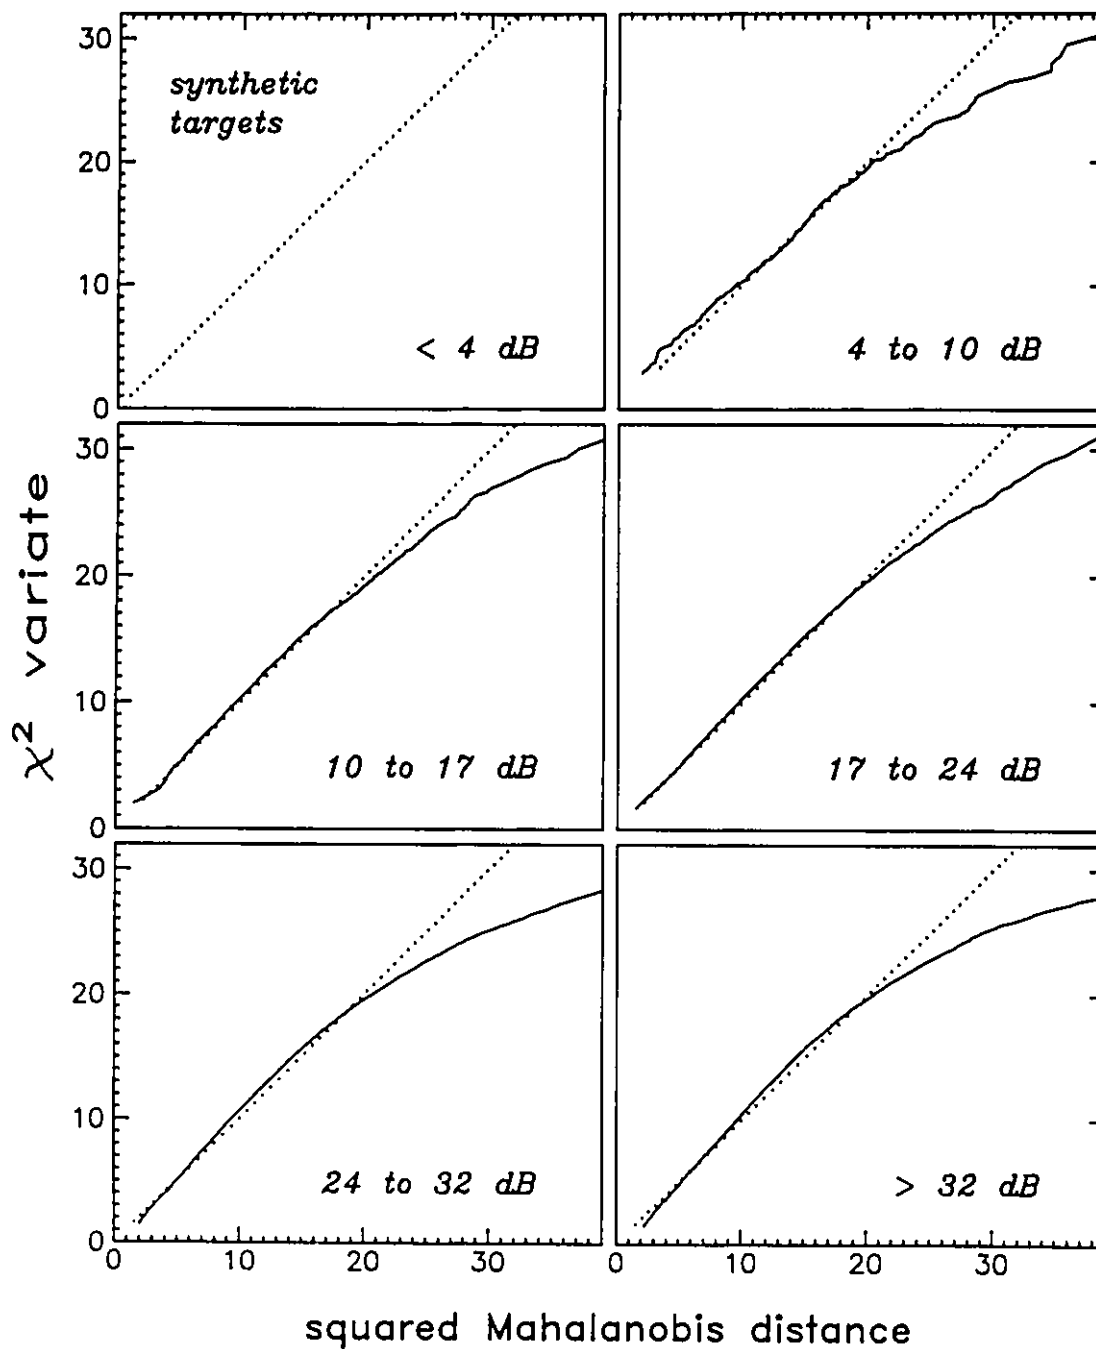 30
20
10
0
synthetic
targets
< 4 dB
4 to 10 dB
30
20
10
0
10 to 17 dB
17 to 24 dB
χ² variate
30
20
10
0
24 to 32 dB
> 32 dB
0 10 20 30
0 10 20 30
squared Mahalanobis distance